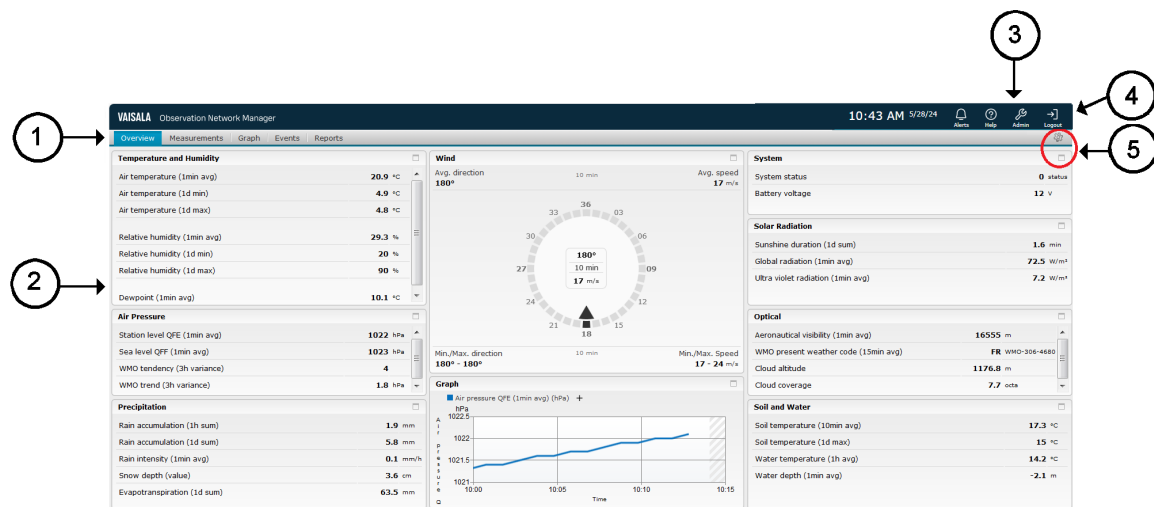 3
4
1
5
2
VAISALA Observation Network Manager
10:43 AM 5/28/24
Alerts Help Admin Logout
Overview Measurements Graph Events Reports
Temperature and Humidity
Air temperature (1min avg) 20.9 °C
Air temperature (1d min) 4.9 °C
Air temperature (1d max) 4.8 °C
Relative humidity (1min avg) 29.3 %
Relative humidity (1d min) 20 %
Relative humidity (1d max) 90 %
Dewpoint (1min avg) 10.1 °C
Air Pressure
Station level QFE (1min avg) 1022 hPa
Sea level QFF (1min avg) 1023 hPa
WMO tendency (3h variance) 4
WMO trend (3h variance) 1.8 hPa
Precipitation
Rain accumulation (1h sum) 1.9 mm
Rain accumulation (1d sum) 5.8 mm
Rain intensity (1min avg) 0.1 mm/h
Snow depth (value) 3.6 cm
Evapotranspiration (1d sum) 63.5 mm
Wind
Avg. direction 10 min Avg. speed
180° 17 m/s
36
33 03
30 06
27 09
24 12
21 15
18
180°
10 min
17 m/s
Min./Max. direction 10 min Min./Max. Speed
180° - 180° 17 - 24 m/s
Graph
Air pressure QFE (1min avg) (hPa) +
hPa
1022.5
1022
1021.5
1021
Air pressure Q
10:00 10:05 10:10 10:15
Time
System
System status 0 status
Battery voltage 12 V
Solar Radiation
Sunshine duration (1d sum) 1.6 min
Global radiation (1min avg) 72.5 W/m²
Ultra violet radiation (1min avg) 7.2 W/m²
Optical
Aeronautical visibility (1min avg) 16555 m
WMO present weather code (15min avg) FR WMO-306-4680
Cloud altitude 1176.8 m
Cloud coverage 7.7 octa
Soil and Water
Soil temperature (10min avg) 17.3 °C
Soil temperature (1d max) 15 °C
Water temperature (1h avg) 14.2 °C
Water depth (1min avg) -2.1 m